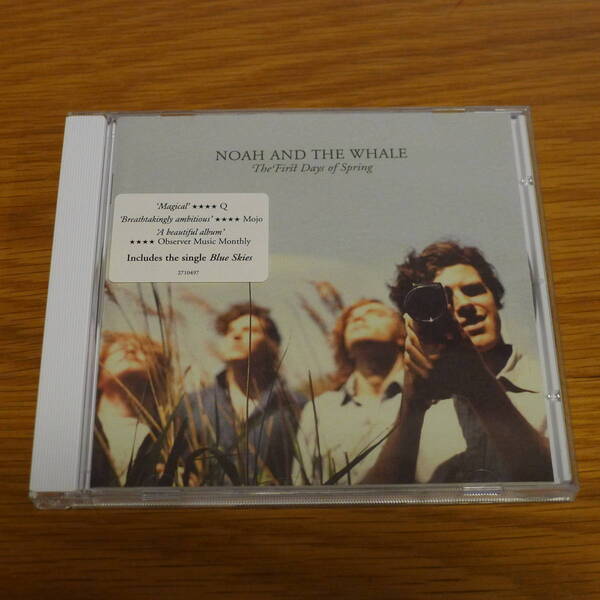 NOAH AND THE WHALE
The First Days of Spring
'Magical' ★★★★ Q
'Breathtakingly ambitious' ★★★★ Mojo
'A beautiful album'
★★★★ Observer Music Monthly
Includes the single Blue Skies
2710497